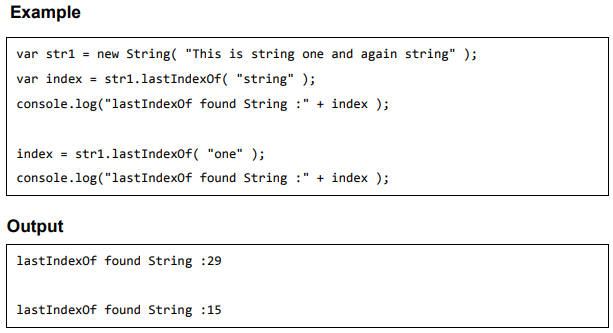 Example
var str1 = new String( "This is string one and again string" );
var index = str1.lastIndexOf( "string" );
console.log("lastIndexOf found String :" + index );
index = str1.lastIndexOf( "one" );
console.log("lastIndexOf found String :" + index );
Output
lastIndexOf found String :29
lastIndexOf found String :15